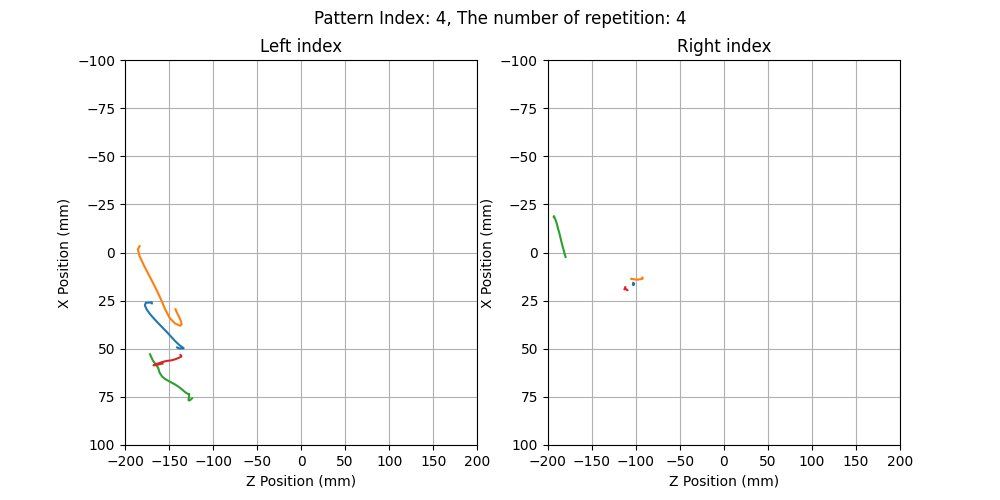 Pattern Index: 4, The number of repetition: 4
Left index
Right index
−100
−75
−50
−25
0
25
50
75
100
X Position (mm)
−200 −150 −100 −50 0 50 100 150 200
Z Position (mm)
−100
−75
−50
−25
0
25
50
75
100
X Position (mm)
−200 −150 −100 −50 0 50 100 150 200
Z Position (mm)